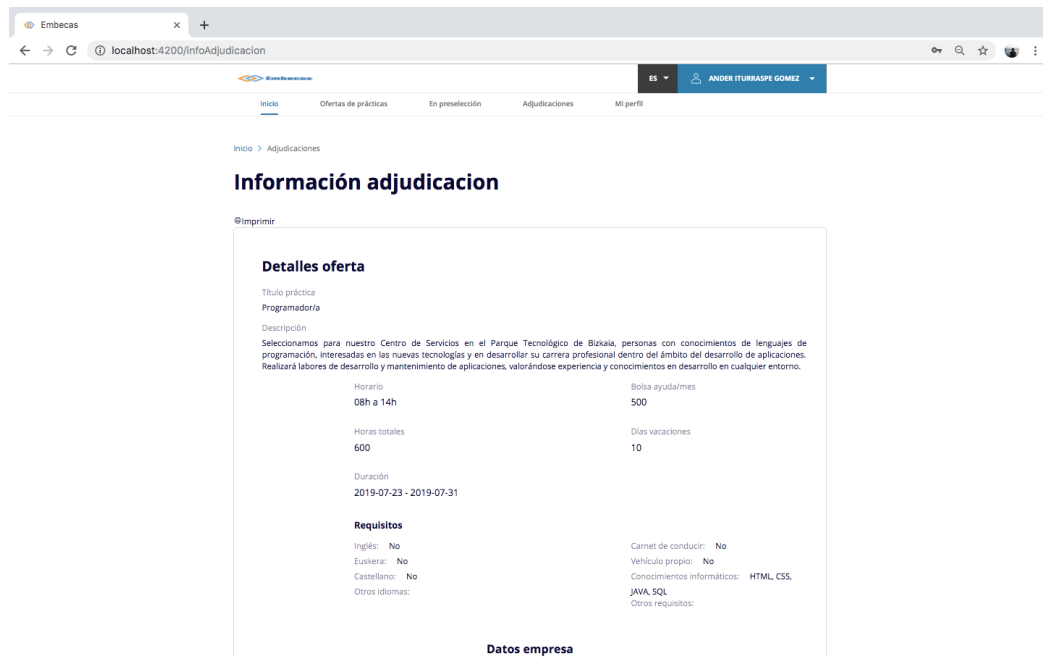 Embecas
localhost:4200/infoAdjudicacion
Embecas
ES
ANDER ITURRASPE GOMEZ
Inicio Ofertas de prácticas En preselección Adjudicaciones Mi perfil
Inicio Adjudicaciones
Información adjudicacion
Imprimir
Detalles oferta
Título práctica
Programador/a
Descripción
Seleccionamos para nuestro Centro de Servicios en el Parque Tecnológico de Bizkaia, personas con conocimientos de lenguajes de
programación, interesadas en las nuevas tecnologías y en desarrollar su carrera profesional dentro del ámbito del desarrollo de aplicaciones.
Realizará labores de desarrollo y mantenimiento de aplicaciones, valorándose experiencia y conocimientos en desarrollo en cualquier entorno.
Horario
08h a 14h
Bolsa ayuda/mes
500
Horas totales
600
Días vacaciones
10
Duración
2019-07-23 - 2019-07-31
Requisitos
Inglés: No
Euskera: No
Castellano: No
Otros idiomas:
Carnet de conducir: No
Vehículo propio: No
Conocimientos informáticos: HTML, CSS,
JAVA, SQL
Otros requisitos:
Datos empresa